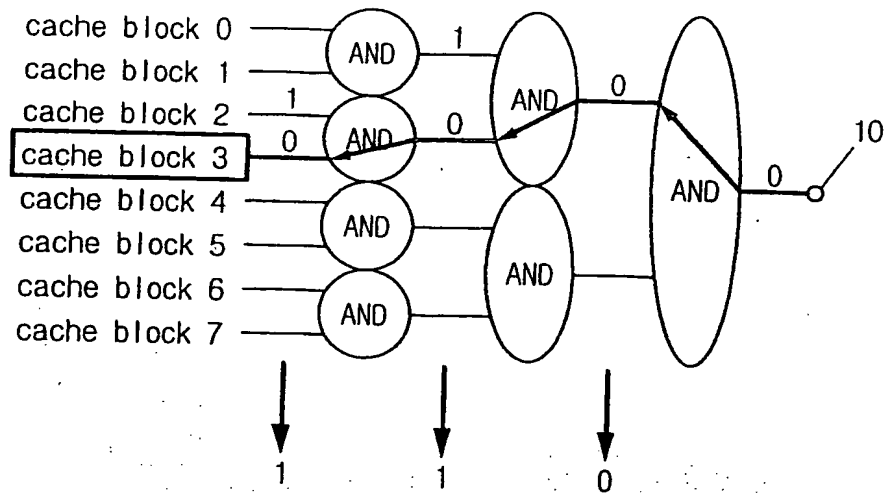 cache block 0
cache block 1
cache block 2
cache block 3
cache block 4
cache block 5
cache block 6
cache block 7
AND
AND
AND
AND
1
1
0
0
AND
AND
0
AND
0
10
1
1
0